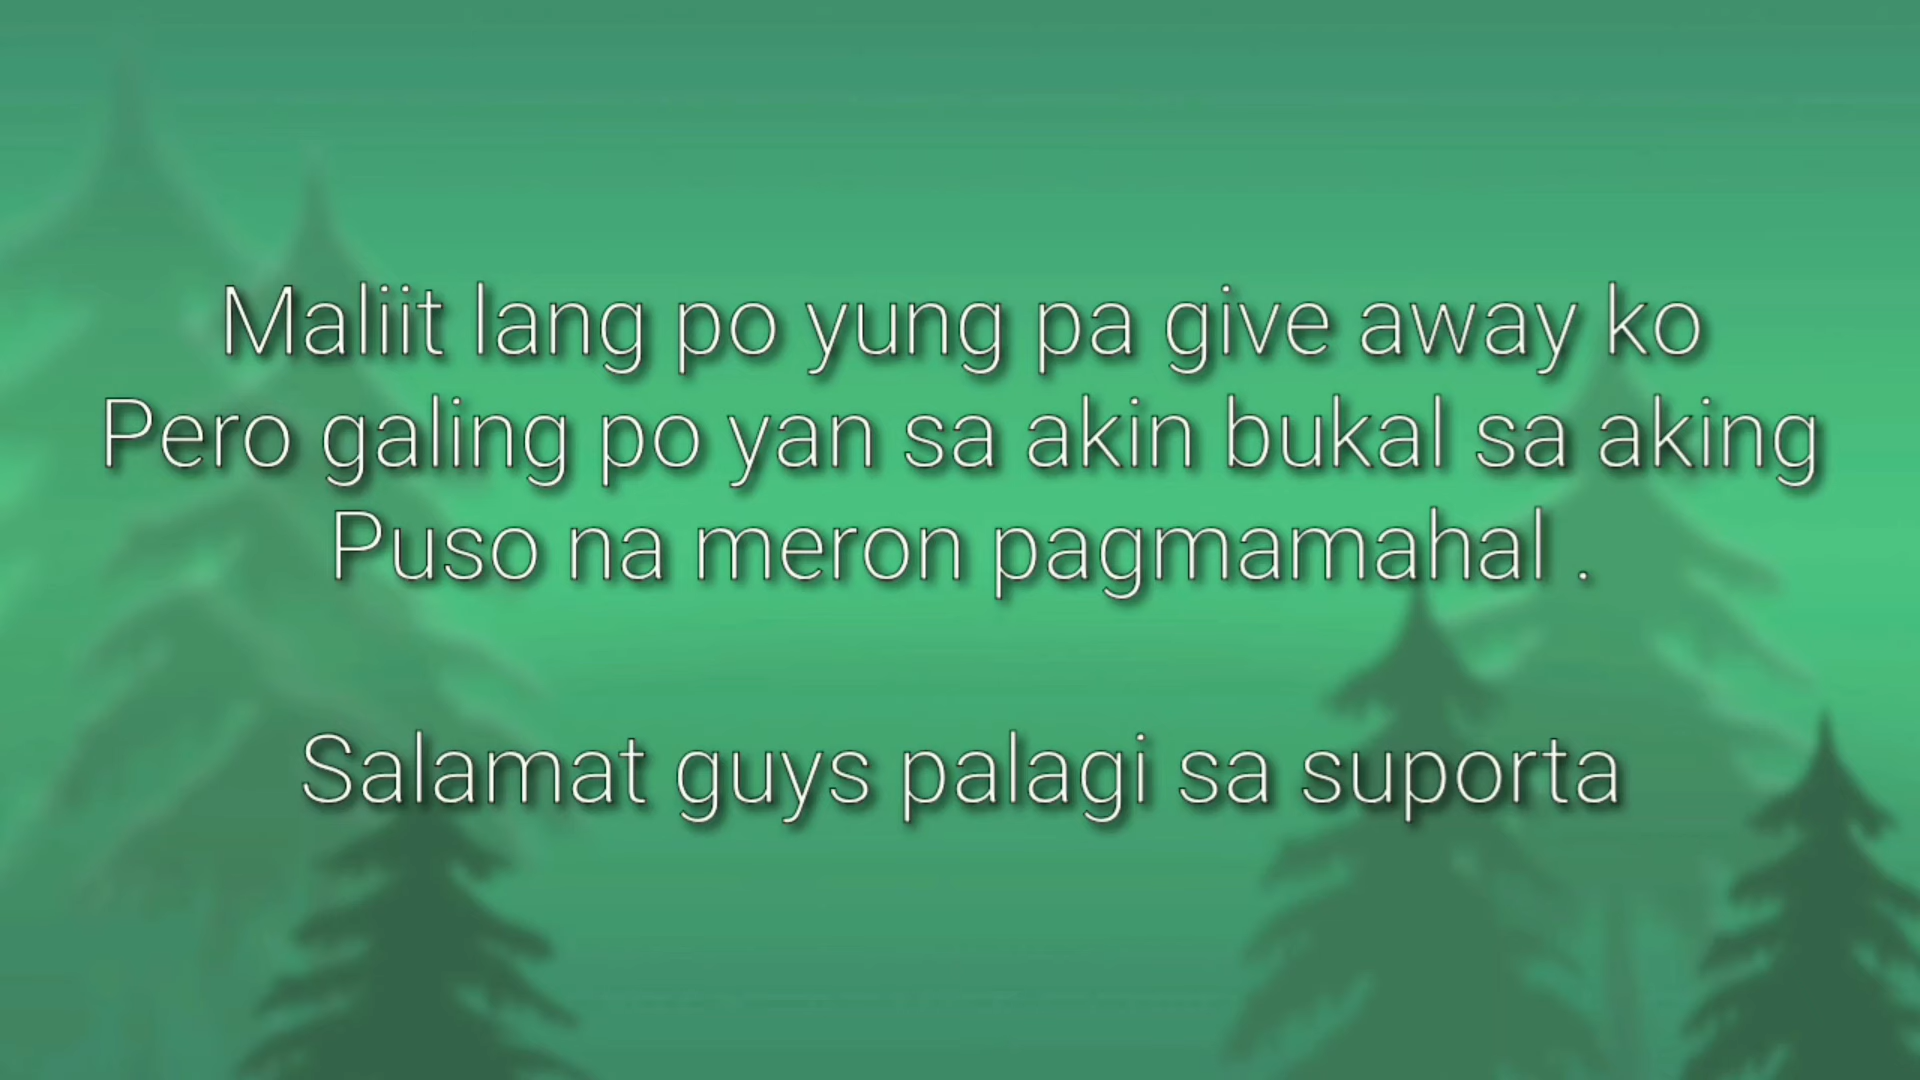 Maliit lang po yung pa give away ko
Pero galing po yan sa akin bukal sa aking
Puso na meron pagmamahal .
Salamat guys palagi sa suporta